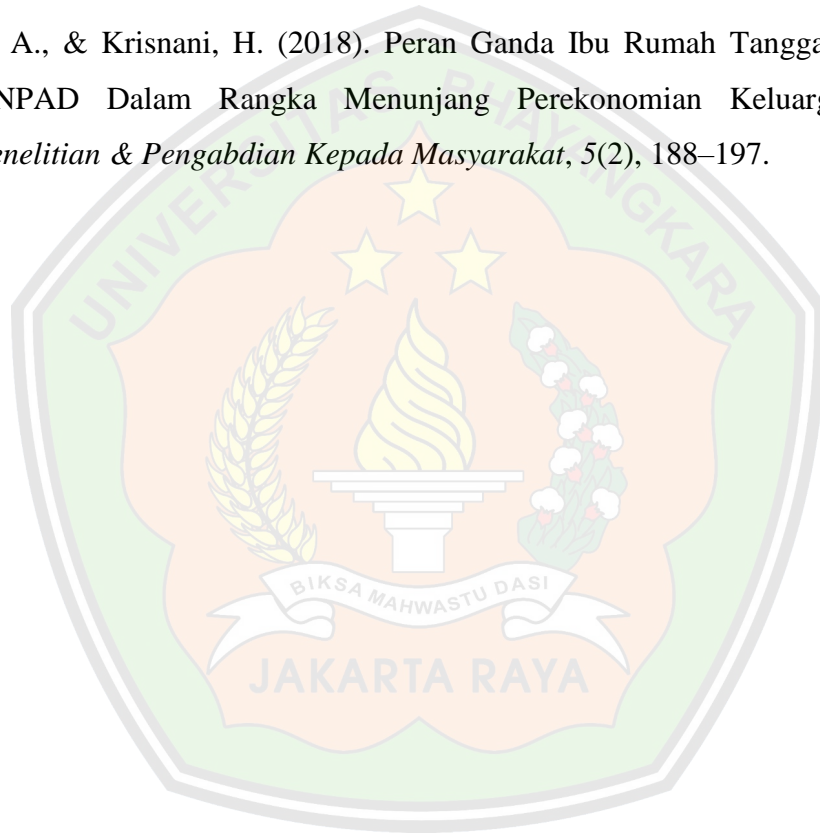 A., & Krisnani, H. (2018). Peran Ganda Ibu Rumah Tangga
NPAD Dalam Rangka Menunjang Perekonomian Keluarg
enelitian & Pengabdian Kepada Masyarakat, 5(2), 188–197.
UNIVERSITAS BHAYANGKARA
BIKSA MAHWASTU DASI
JAKARTA RAYA